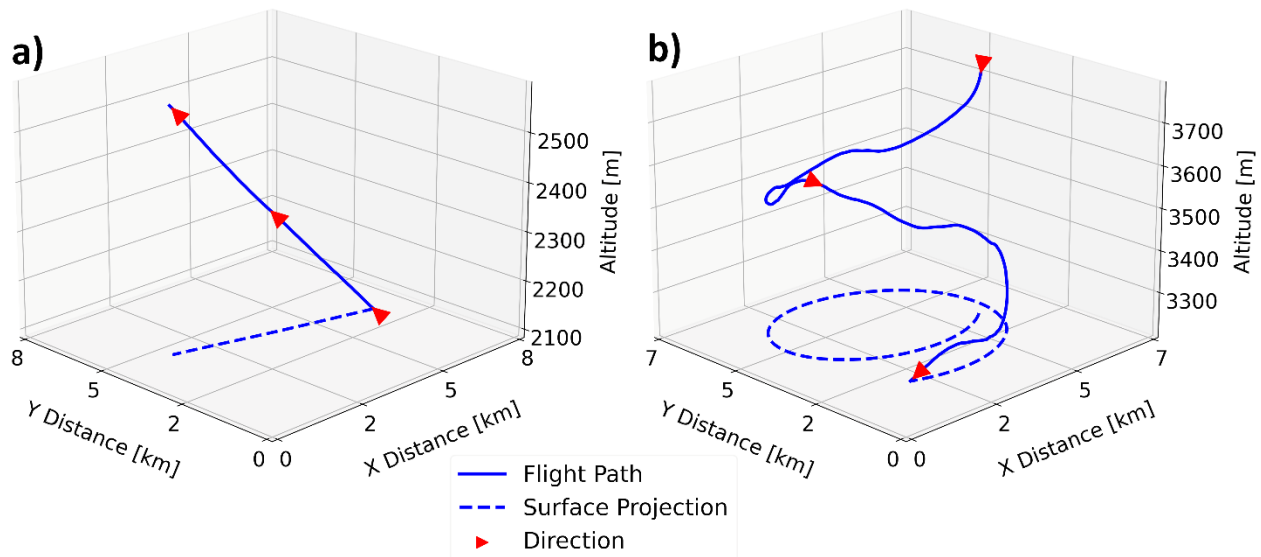 a)
2500
2400
2300
2200
2100
8
5
2
0
Y Distance [km]
0
2
5
8
X Distance [km]
Altitude [m]
b)
3700
3600
3500
3400
3300
7
5
2
0
Y Distance [km]
0
2
5
7
X Distance [km]
Altitude [m]
Flight Path
Surface Projection
Direction